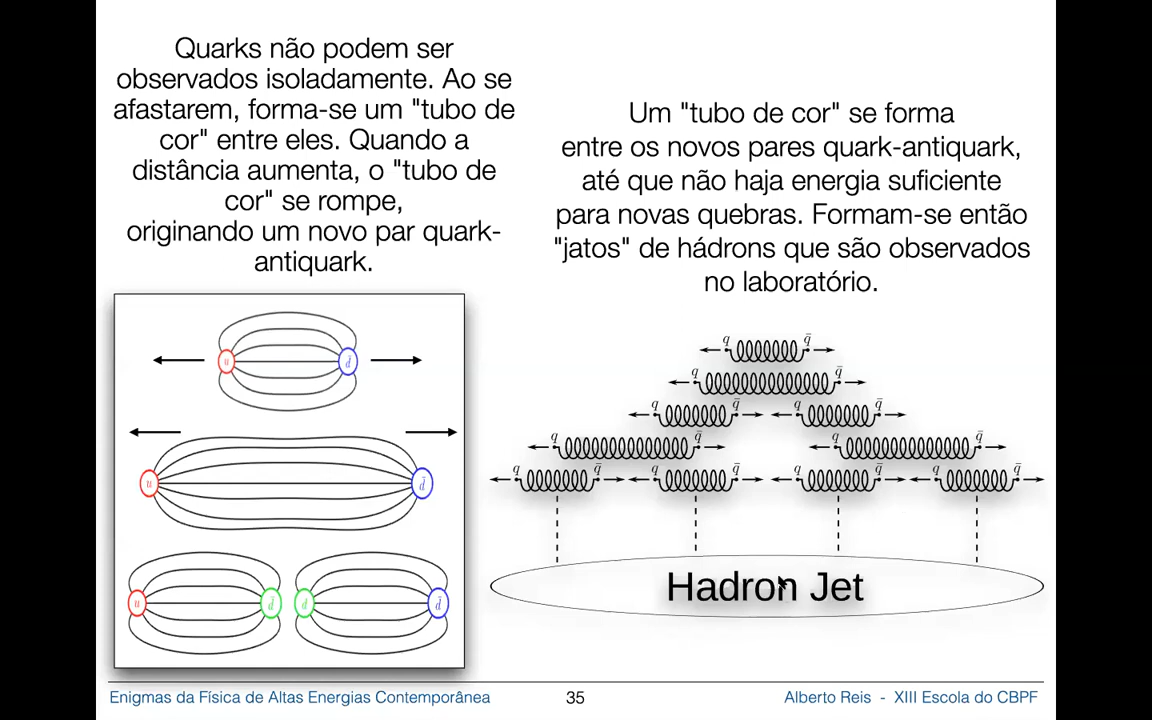 Quarks não podem ser
observados isoladamente. Ao se
afastarem, forma-se um "tubo de
cor" entre eles. Quando a
distância aumenta, o "tubo de
cor" se rompe,
originando um novo par quark-
antiquark.
Um "tubo de cor" se forma
entre os novos pares quark-antiquark,
até que não haja energia suficiente
para novas quebras. Formam-se então
"jatos" de hádrons que são observados
no laboratório.
u d̄
u d̄
u d̄ d d̄
q q̄
q q̄
q q̄ q q̄
q q̄ q q̄
q q̄ q q̄ q q̄ q q̄
Hadron Jet
Enigmas da Física de Altas Energias Contemporânea 35 Alberto Reis - XIII Escola do CBPF